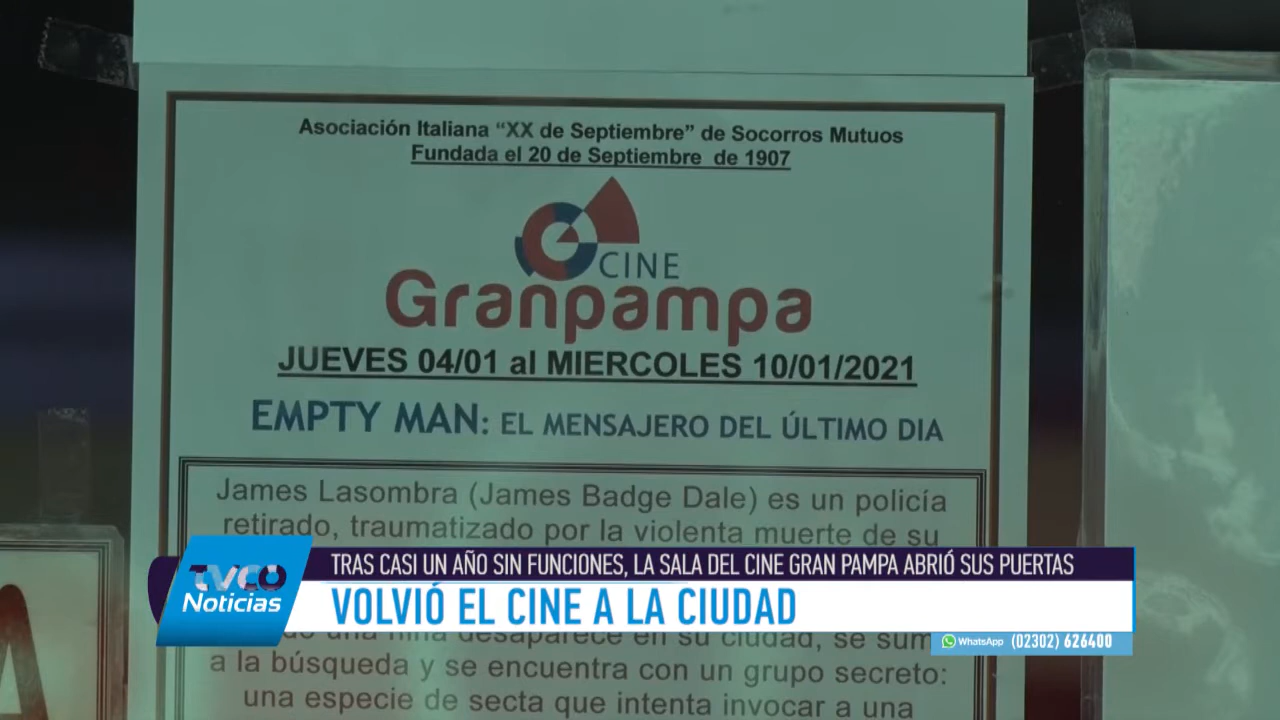 Asociación Italiana “XX de Septiembre” de Socorros Mutuos
Fundada el 20 de Septiembre de 1907
CINE
Granpampa
JUEVES 04/01 al MIERCOLES 10/01/2021
EMPTY MAN: EL MENSAJERO DEL ÚLTIMO DIA
James Lasombra (James Badge Dale) es un policía
retirado, traumatizado por la violenta muerte de su
TVCO
Noticias
TRAS CASI UN AÑO SIN FUNCIONES, LA SALA DEL CINE GRAN PAMPA ABRIÓ SUS PUERTAS
VOLVIÓ EL CINE A LA CIUDAD
WhatsApp (02302) 626400
una niña desaparece en su ciudad, se
a la búsqueda y se encuentra con un grupo secreto:
una especie de secta que intenta invocar a una
A